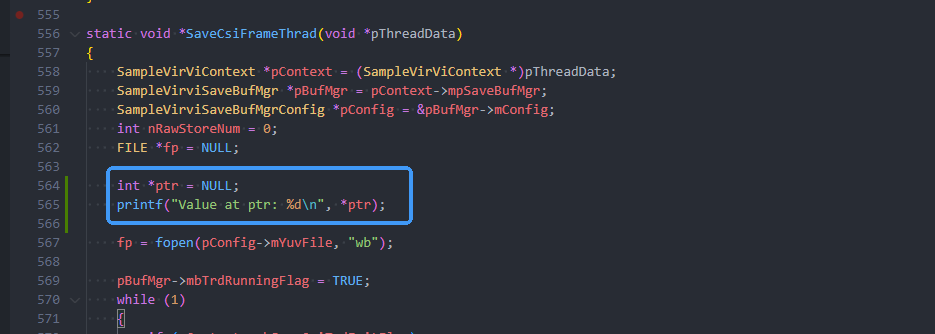 555 }
556 static void *SaveCsiFrameThrad(void *pThreadData)
557 {
558 SampleVirViContext *pContext = (SampleVirViContext *)pThreadData;
559 SampleVirviSaveBufMgr *pBufMgr = pContext->mpSaveBufMgr;
560 SampleVirviSaveBufMgrConfig *pConfig = &pBufMgr->mConfig;
561 int nRawStoreNum = 0;
562 FILE *fp = NULL;
563
564 int *ptr = NULL;
565 printf("Value at ptr: %d\n", *ptr);
566
567 fp = fopen(pConfig->mYuvFile, "wb");
568
569 pBufMgr->mbTrdRunningFlag = TRUE;
570 while (1)
571 {